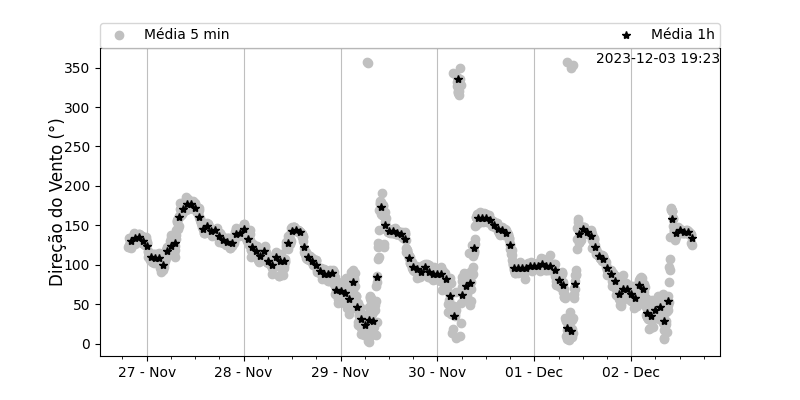 Média 5 min
Média 1h
2023-12-03 19:23
Direção do Vento (°)
350
300
250
200
150
100
50
0
27 - Nov
28 - Nov
29 - Nov
30 - Nov
01 - Dec
02 - Dec